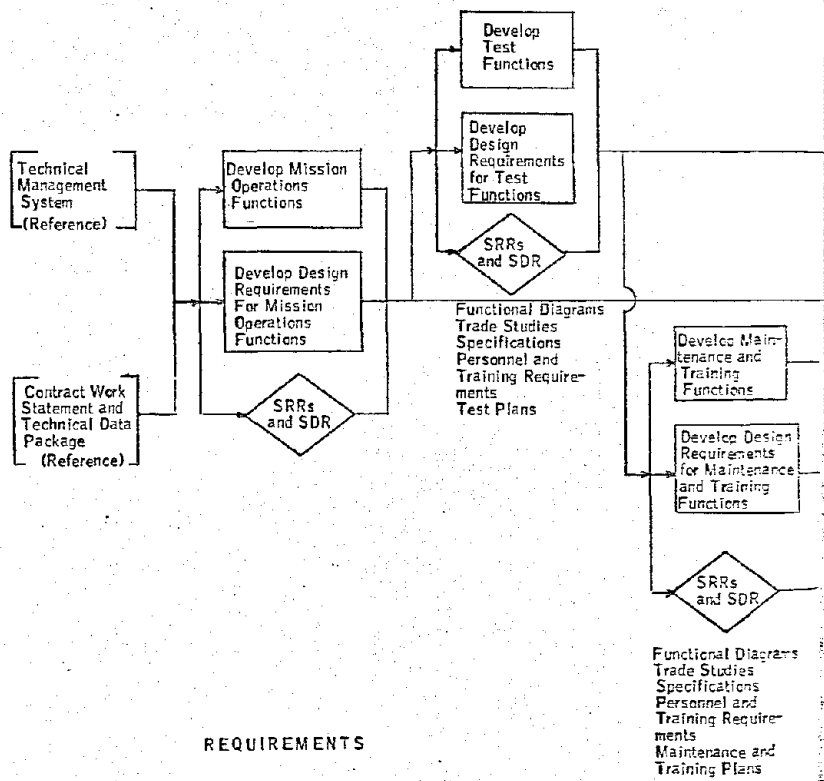 Develop
Test
Functions
Develop
Design
Requirements
for Test
Functions
SRRs
and SDR
Functional Diagrams
Trade Studies
Specifications
Personnel and
Training Require-
ments
Test Plans
Technical
Management
System
(Reference)
Contract Work
Statement and
Technical Data
Package
(Reference)
Develop Mission
Operations
Functions
Develop Design
Requirements
For Mission
Operations
Functions
SRRs
and SDR
Develop Main-
tenance and
Training
Functions
Develop Design
Requirements
for Maintenance
and Training
Functions
SRRs
and SDR
Functional Diagrams
Trade Studies
Specifications
Personnel and
Training Require-
ments
Maintenance and
Training Plans
REQUIREMENTS